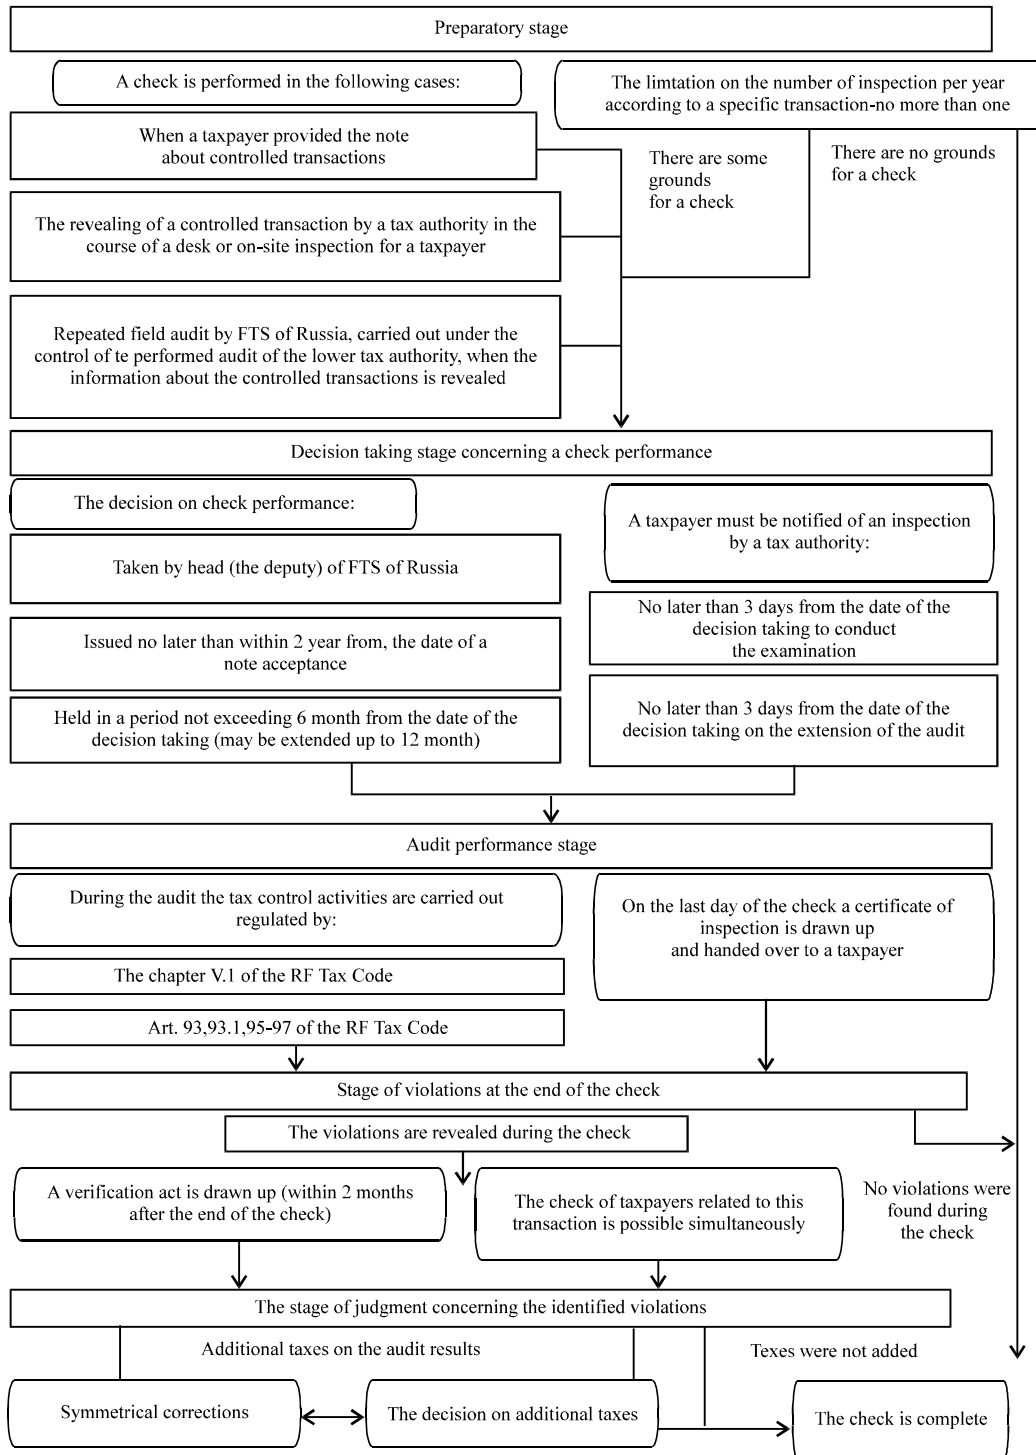 Preparatory stage
A check is performed in the following cases:
The limtation on the number of inspection per year
according to a specific transaction-no more than one
When a taxpayer provided the note
about controlled transactions
There are some
grounds
for a check
There are no grounds
for a check
The revealing of a controlled transaction by a tax authority in the
course of a desk or on-site inspection for a taxpayer
Repeated field audit by FTS of Russia, carried out under the
control of te performed audit of the lower tax authority, when the
information about the controlled transactions is revealed
Decision taking stage concerning a check performance
The decision on check performance:
A taxpayer must be notified of an inspection
by a tax authority:
Taken by head (the deputy) of FTS of Russia
No later than 3 days from the date of the
decision taking to conduct
the examination
Issued no later than within 2 year from, the date of a
note acceptance
Held in a period not exceeding 6 month from the date of the
decision taking (may be extended up to 12 month)
No later than 3 days from the date of the
decision taking on the extension of the audit
Audit performance stage
During the audit the tax control activities are carried out
regulated by:
On the last day of the check a certificate of
inspection is drawn up
and handed over to a taxpayer
The chapter V.1 of the RF Tax Code
Art. 93,93.1,95-97 of the RF Tax Code
Stage of violations at the end of the check
The violations are revealed during the check
A verification act is drawn up (within 2 months
after the end of the check)
The check of taxpayers related to this
transaction is possible simultaneously
No violations were
found during
the check
The stage of judgment concerning the identified violations
Additional taxes on the audit results
Texes were not added
Symmetrical corrections
The decision on additional taxes
The check is complete